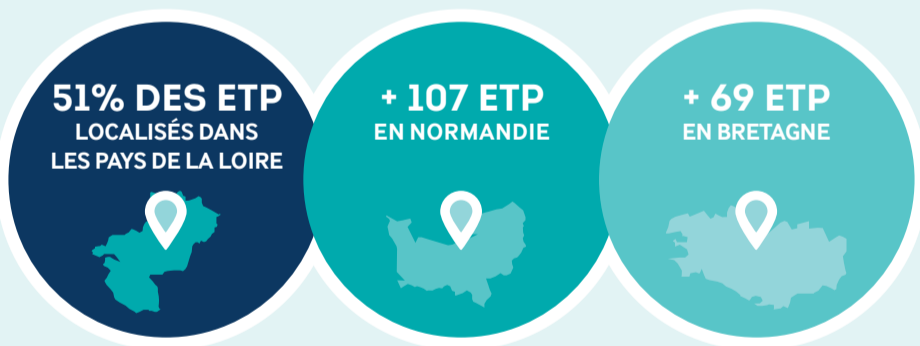 51% DES ETP
LOCALISÉS DANS
LES PAYS DE LA LOIRE
+ 107 ETP
EN NORMANDIE
+ 69 ETP
EN BRETAGNE